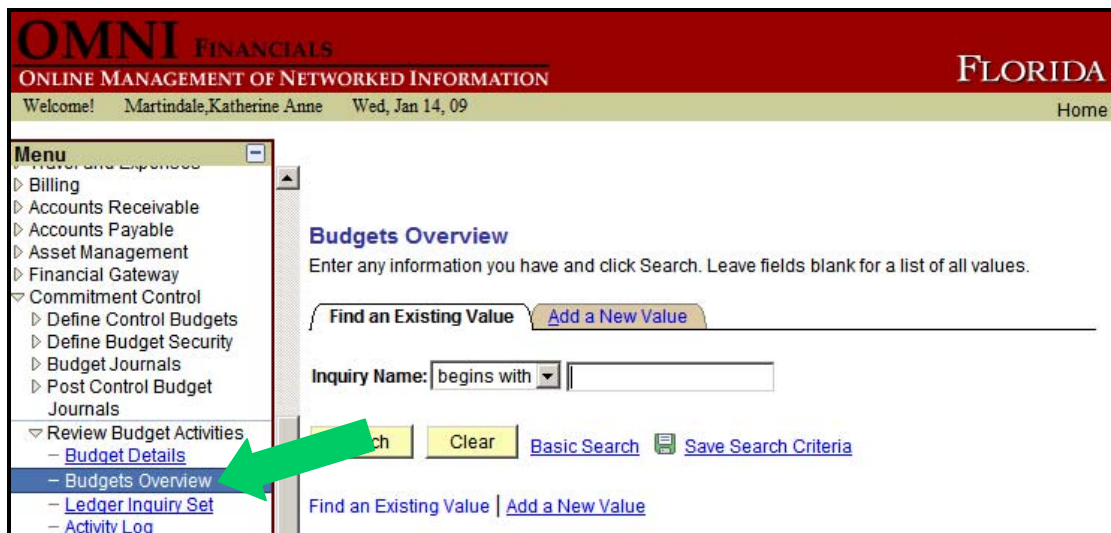 OMNI FINANCIALS
ONLINE MANAGEMENT OF NETWORKED INFORMATION
FLORIDA
Welcome! Martindale,Katherine Anne Wed, Jan 14, 09
Home
Menu
Travel and Expenses
Billing
Accounts Receivable
Accounts Payable
Asset Management
Financial Gateway
Commitment Control
Define Control Budgets
Define Budget Security
Budget Journals
Post Control Budget
Journals
Review Budget Activities
Budget Details
Budgets Overview
Ledger Inquiry Set
Activity Log
Budgets Overview
Enter any information you have and click Search. Leave fields blank for a list of all values.
Find an Existing Value Add a New Value
Inquiry Name: begins with
ch Clear Basic Search Save Search Criteria
Find an Existing Value | Add a New Value